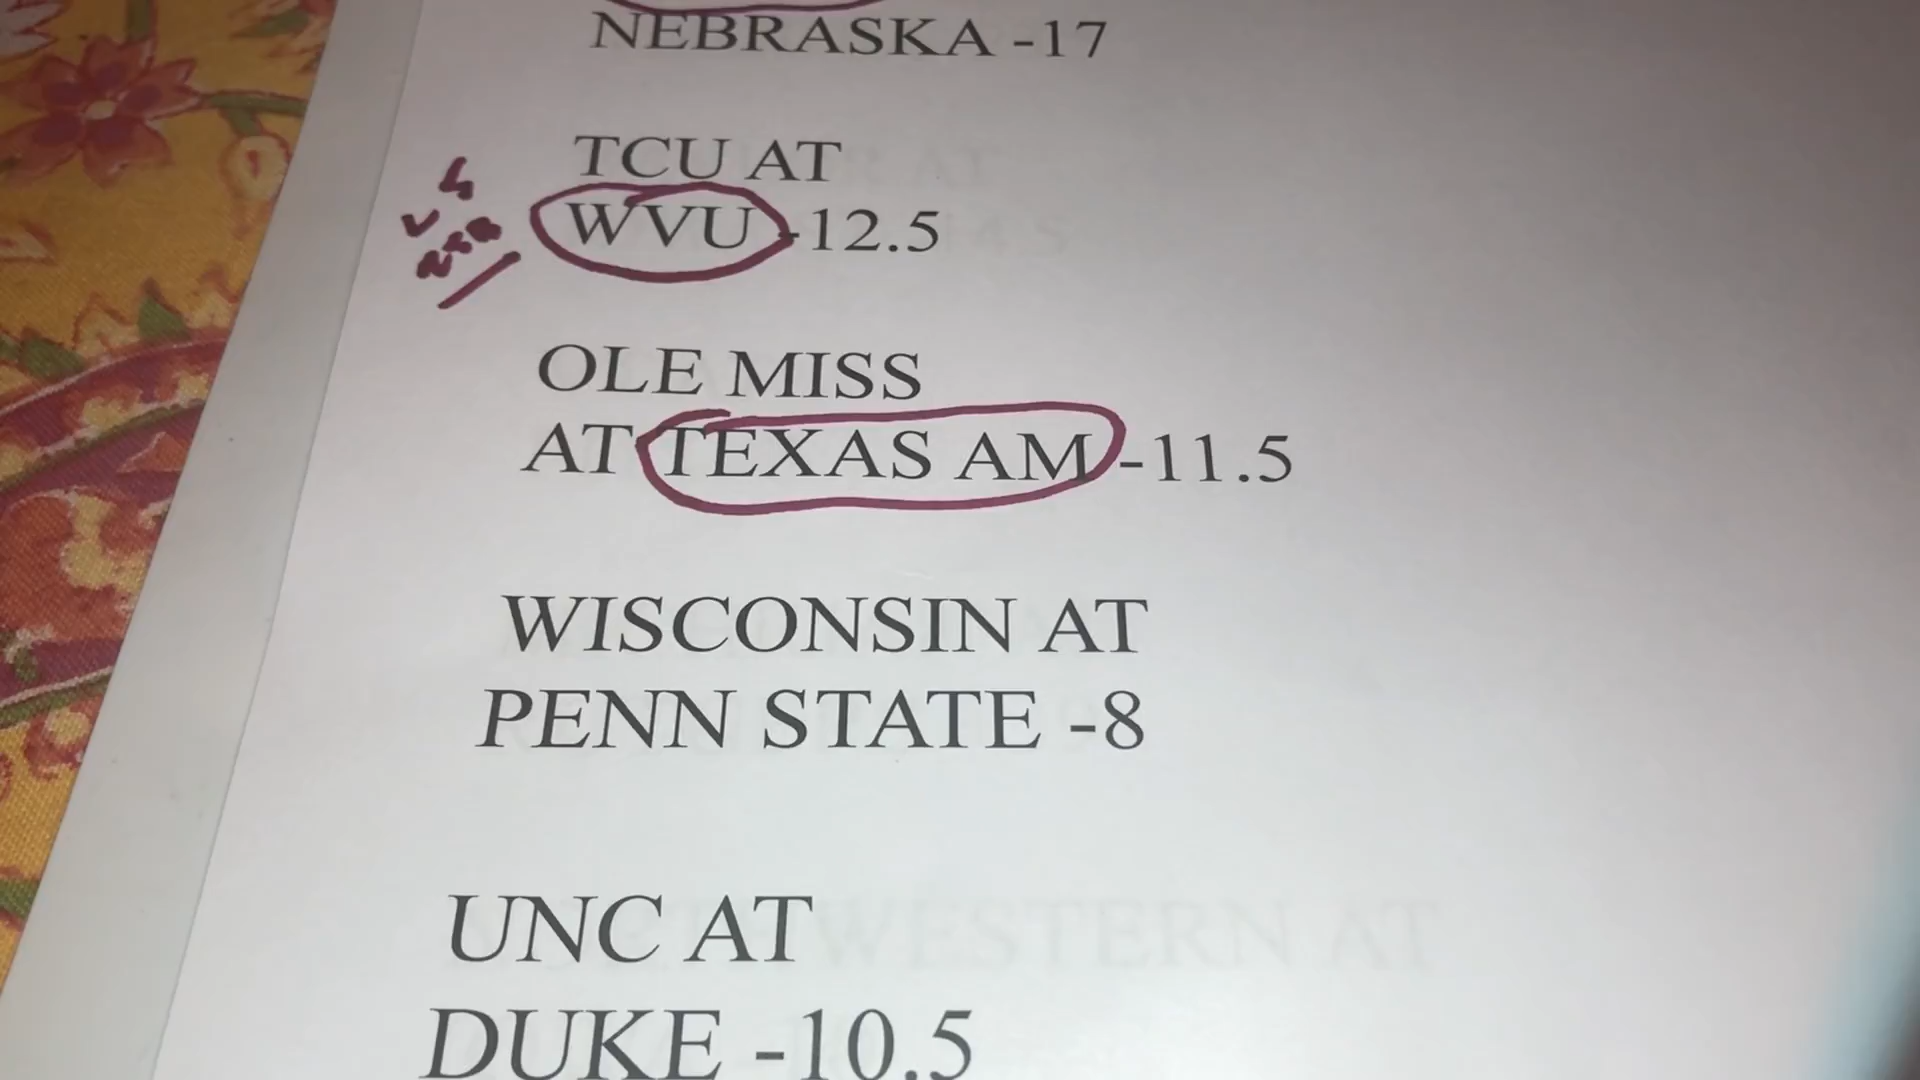 NEBRASKA -17
TCU AT
WVU -12.5
OLE MISS
AT TEXAS AM -11.5
WISCONSIN AT
PENN STATE -8
UNC AT
DUKE -10.5